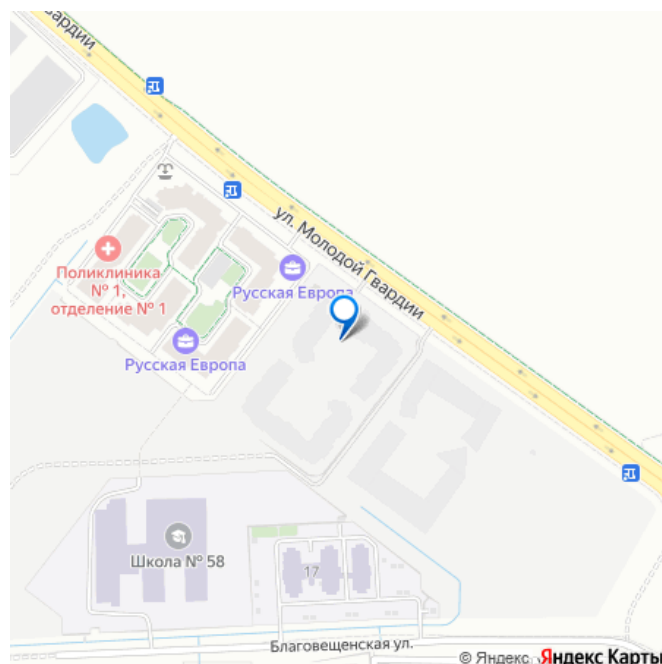 Гвардии
ул. Молодой Гвардии
Поликлиника
№ 1,
отделение № 1
Русская Европа
Русская Европа
Школа № 58
17
Благовещенская ул.
© Яндекс
Яндекс Карты